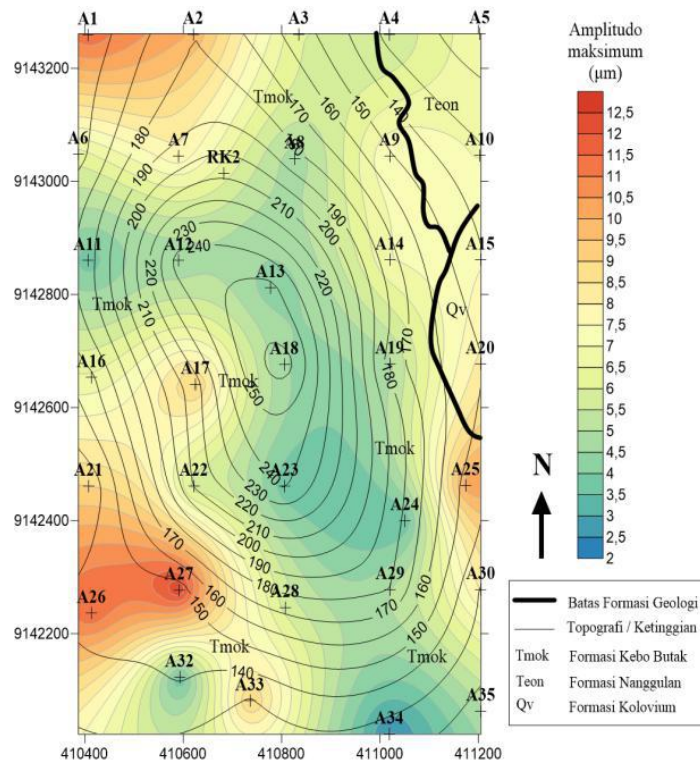 A1 A2 A3 A4 A5
9143200
170 160 150 140
Tmok
Teon
180
A6 A7 A8 A9 A10
RK2
9143000
190
200
210
190
200
230
240
220
A11 A12 A13 A14 A15
9142800
Tmok
220
210
Qv
170
A16 A17 A18 A19 A20
Tmok
180
250
9142600
Tmok
A21 A22 A23 A24 A25
240
230
220
210
200
190
180
9142400
170
160
150
A26 A27 A28 A29 A30
160
170
150
140
9142200
Tmok
Tmok
A32 A33 A34 A35
410400 410600 410800 411000 411200
Amplitudo
maksimum
(µm)
12,5
12
11,5
11
10,5
10
9,5
9
8,5
8
7,5
7
6,5
6
5,5
5
4,5
4
3,5
3
2,5
2
N
Batas Formasi Geologi
Topografi / Ketinggian
Tmok Formasi Kebo Butak
Teon Formasi Nanggulan
Qv Formasi Kolovium